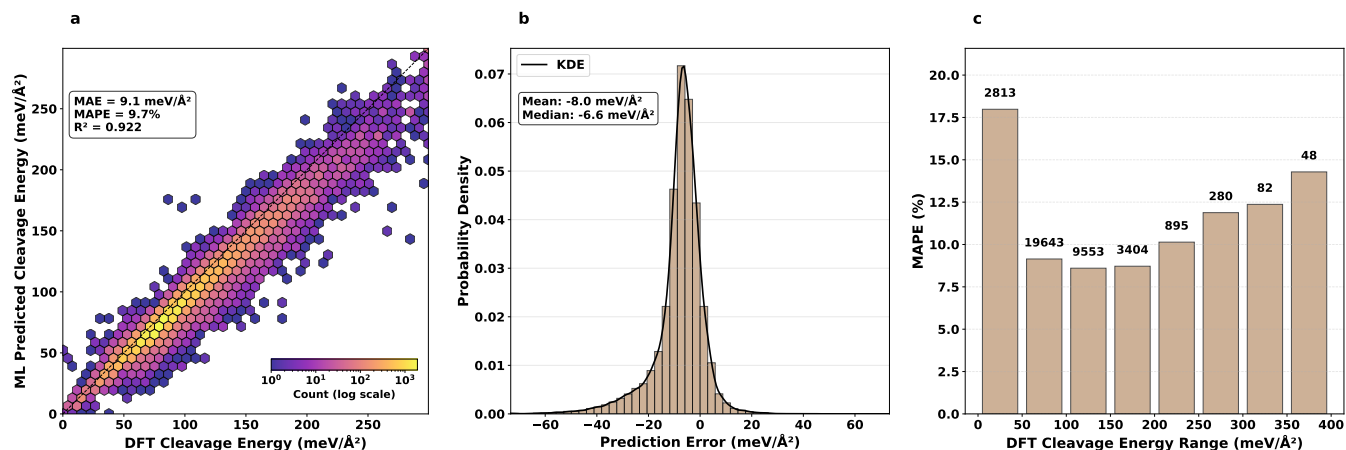 a
ML Predicted Cleavage Energy (meV/Å²)
MAE = 9.1 meV/Å²
MAPE = 9.7%
R² = 0.922
250
200
150
100
50
0
0 50 100 150 200 250
DFT Cleavage Energy (meV/Å²)
10⁰ 10¹ 10² 10³
Count (log scale)
b
Probability Density
KDE
Mean: -8.0 meV/Å²
Median: -6.6 meV/Å²
0.07
0.06
0.05
0.04
0.03
0.02
0.01
0.00
−60 −40 −20 0 20 40 60
Prediction Error (meV/Å²)
c
MAPE (%)
20.0
17.5
15.0
12.5
10.0
7.5
5.0
2.5
0.0
2813
19643
9553
3404
895
280
82
48
0 50 100 150 200 250 300 350 400
DFT Cleavage Energy Range (meV/Å²)